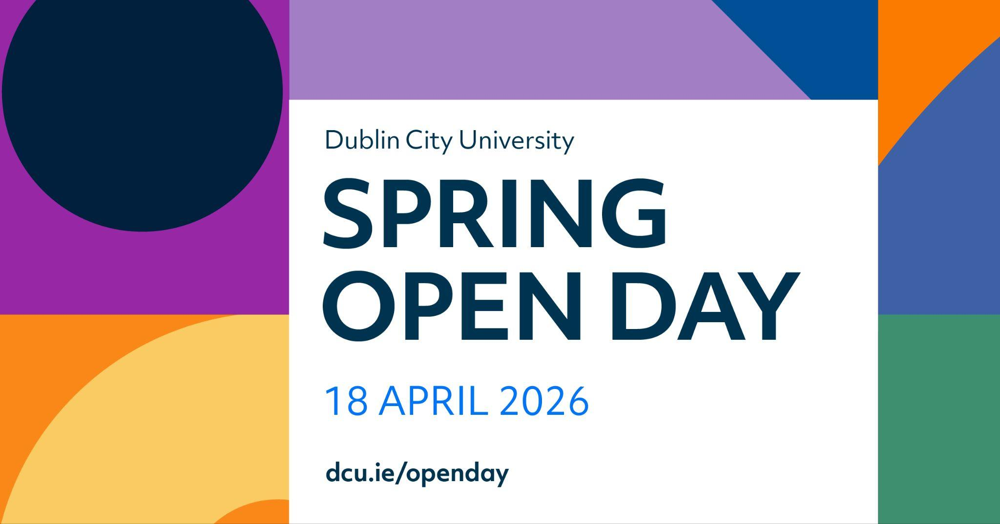 Dublin City University
SPRING
OPEN DAY
18 APRIL 2026
dcu.ie/openday